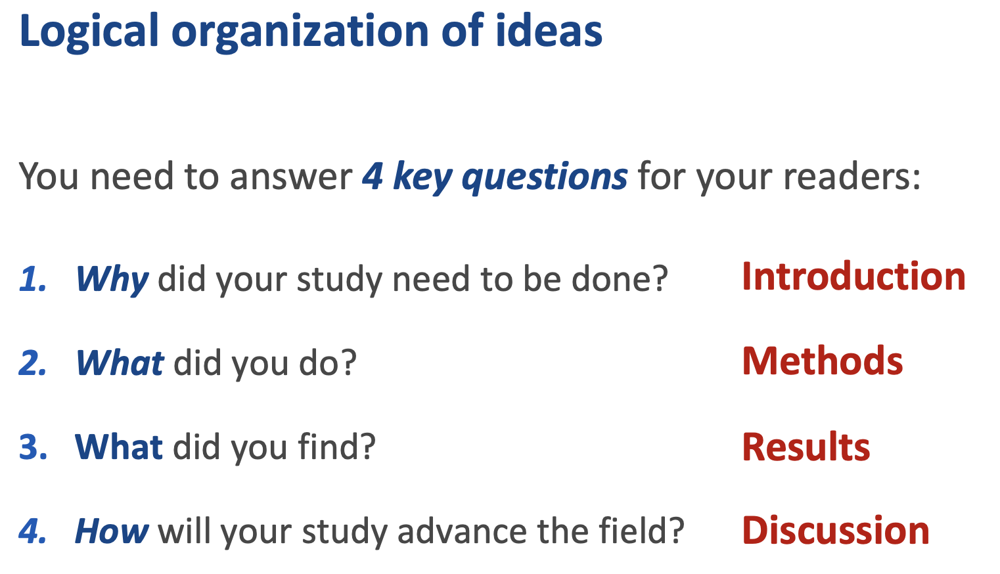 Logical organization of ideas
You need to answer 4 key questions for your readers:
1. Why did your study need to be done? Introduction
2. What did you do? Methods
3. What did you find? Results
4. How will your study advance the field? Discussion